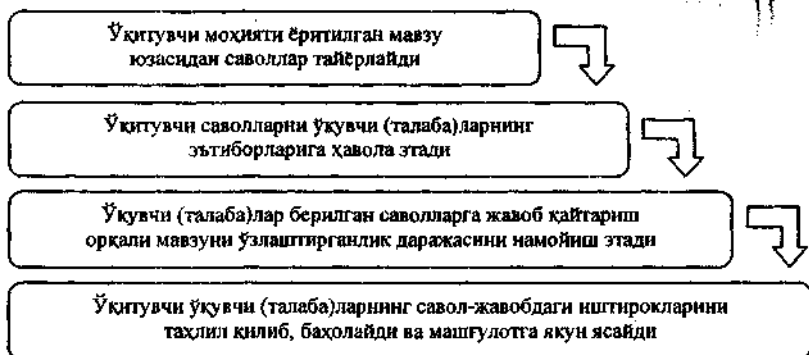 Ўқитувчи моҳияти ёритилган мавзу
юзасидан саволлар тайёрлайди
Ўқитувчи саволларни ўқувчи (талаба)ларнинг
эътиборларига ҳавола этади
Ўқувчи (талаба)лар берилган саволларга жавоб қайтариш
орқали мавзуни ўзлаштирганлик даражасини намойиш этади
Ўқитувчи ўқувчи (талаба)ларнинг савол-жавобдаги иштирокларини
таҳлил қилиб, баҳолайди ва машғулотга якун ясайди